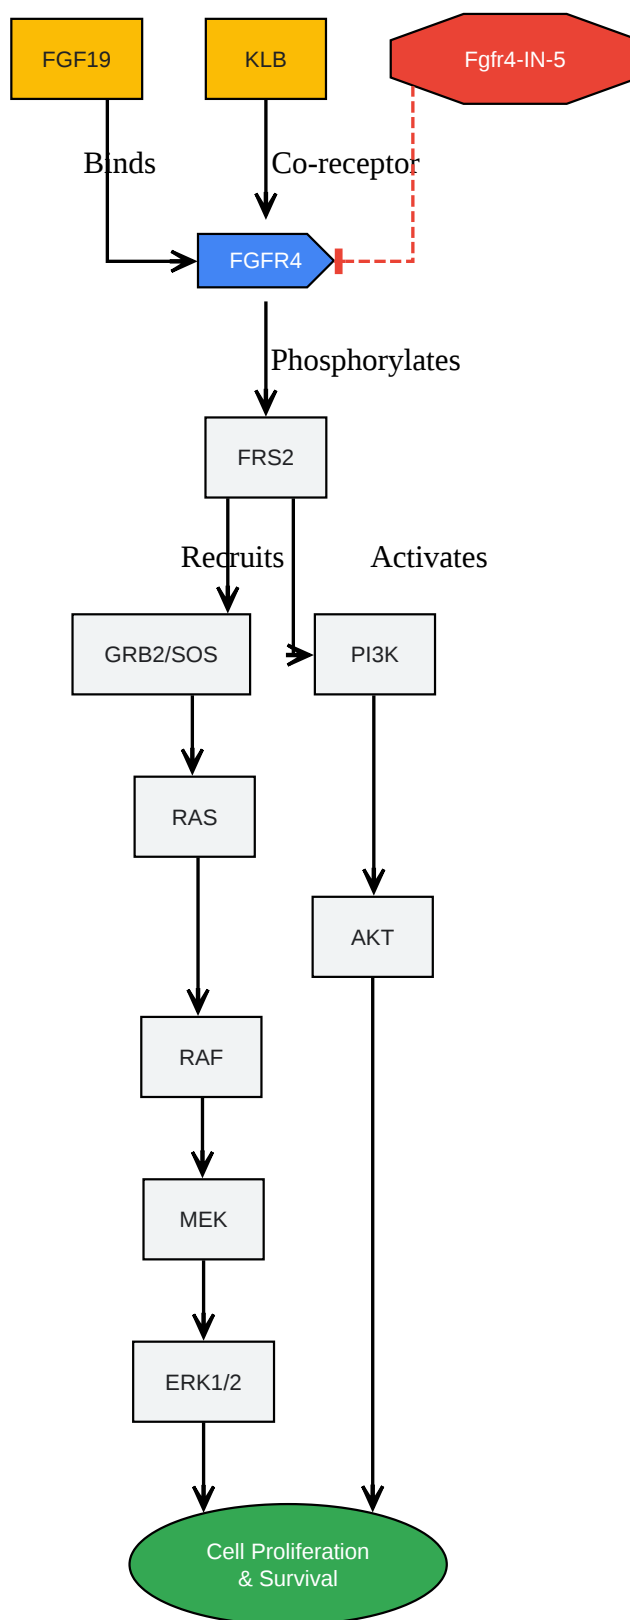 FGF19
KLB
Fgfr4-IN-5
Binds
Co-receptor
FGFR4
Phosphorylates
FRS2
Recruits
Activates
GRB2/SOS
PI3K
RAS
AKT
RAF
MEK
ERK1/2
Cell Proliferation
& Survival